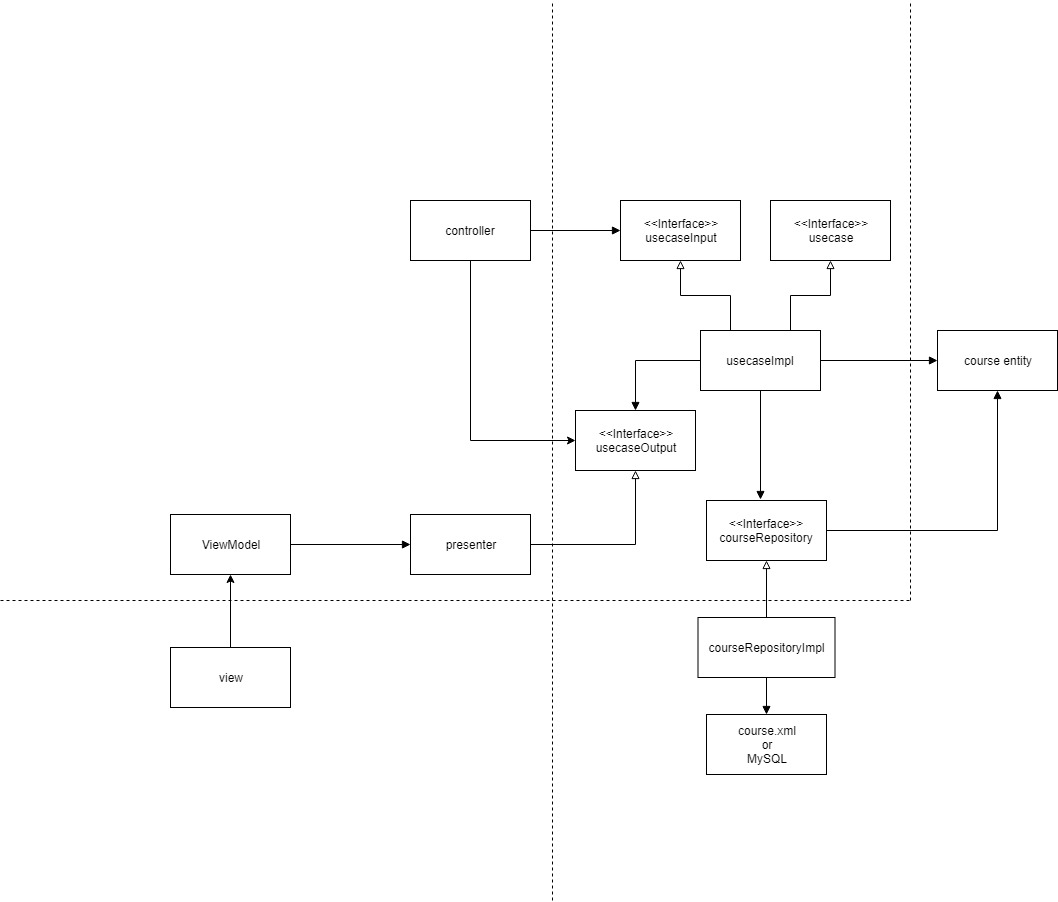 controller
<<Interface>>
usecaseInput
<<Interface>>
usecase
usecaseImpl
course entity
<<Interface>>
usecaseOutput
<<Interface>>
courseRepository
ViewModel
presenter
view
courseRepositoryImpl
course.xml
or
MySQL